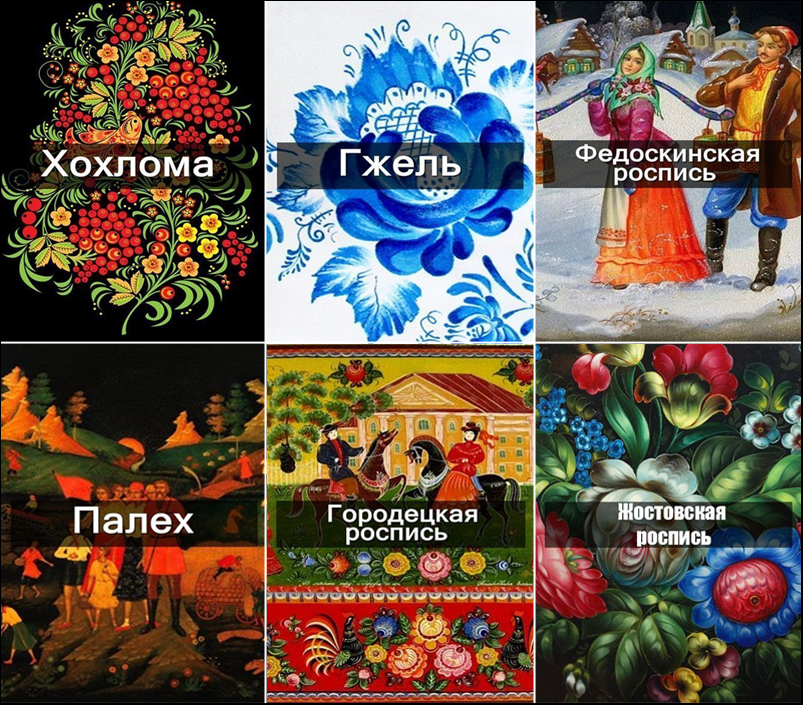 Хохлома
Гжель
Федоскинская
роспись
Палех
Городецкая
роспись
Жостовская
роспись